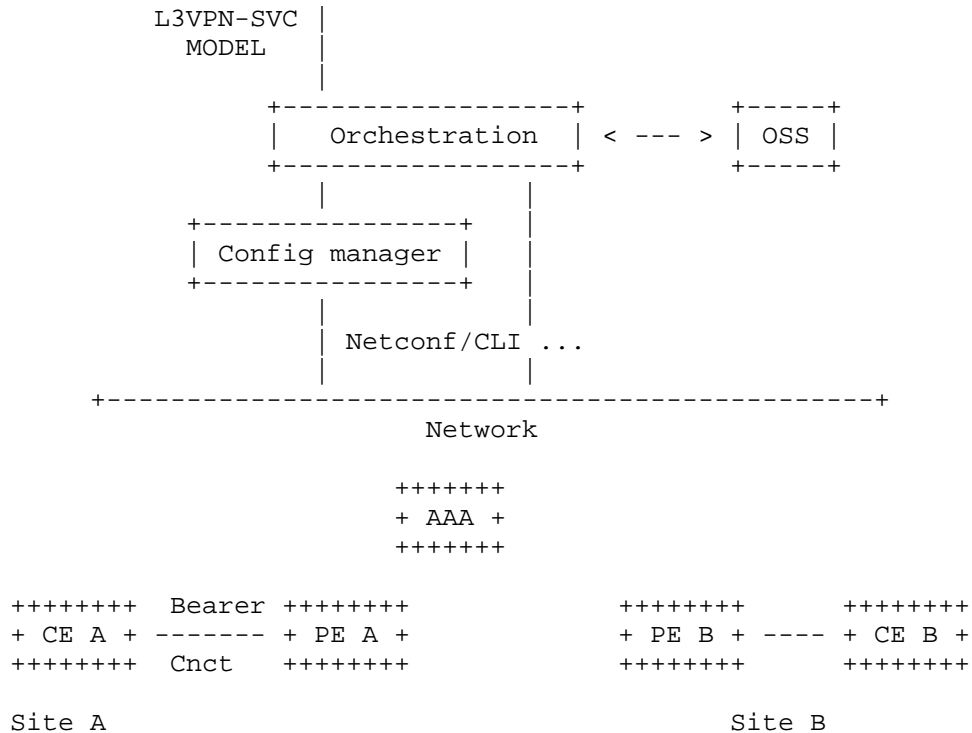 L3VPN-SVC |
MODEL |
|
+------------------+ +-----+
| Orchestration | < --- > | OSS |
+------------------+ +-----+
| |
+----------------+ |
| Config manager | |
+----------------+ |
| |
| Netconf/CLI ...
| |
+------------------------------------------------+
Network
+++++++
+ AAA +
+++++++
++++++++ Bearer ++++++++ ++++++++ ++++++++
+ CE A + ------- + PE A + + PE B + ---- + CE B +
++++++++ Cnct ++++++++ ++++++++ ++++++++
Site A Site B